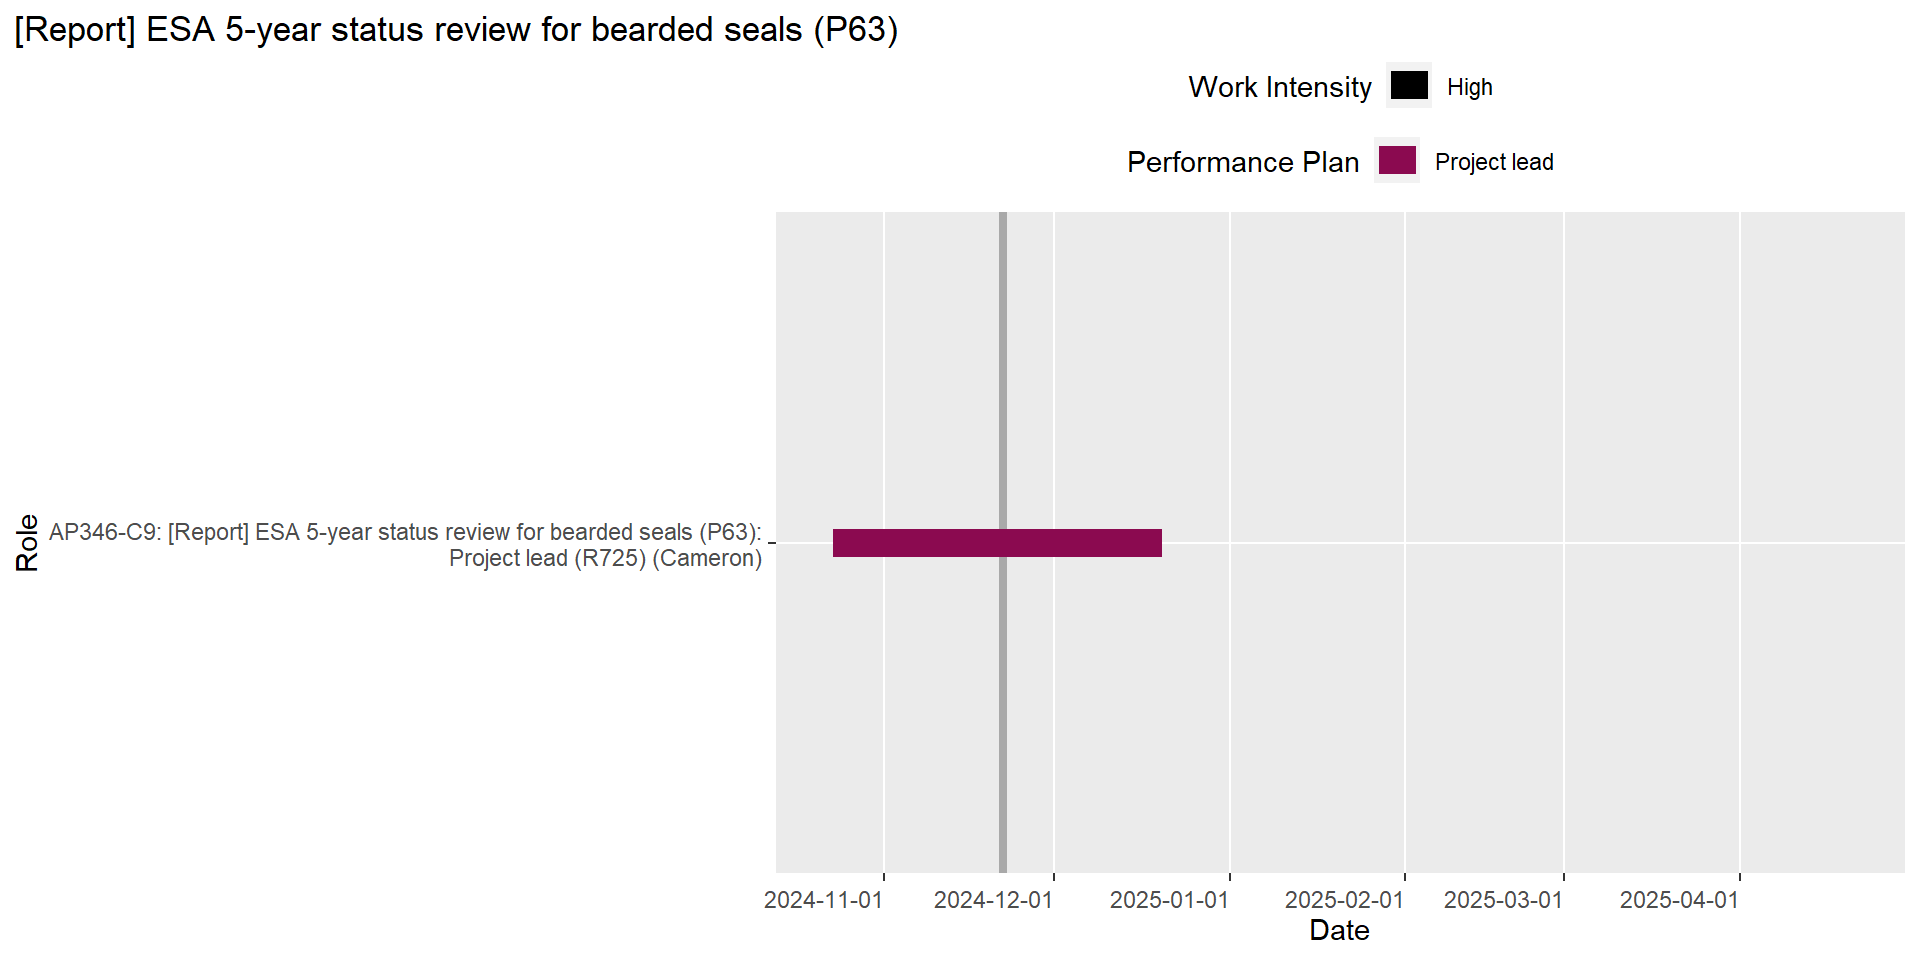 [Report] ESA 5-year status review for bearded seals (P63)
Work Intensity High
Performance Plan Project lead
Role
AP346-C9: [Report] ESA 5-year status review for bearded seals (P63):
Project lead (R725) (Cameron)
2024-11-01 2024-12-01 2025-01-01 2025-02-01 2025-03-01 2025-04-01
Date